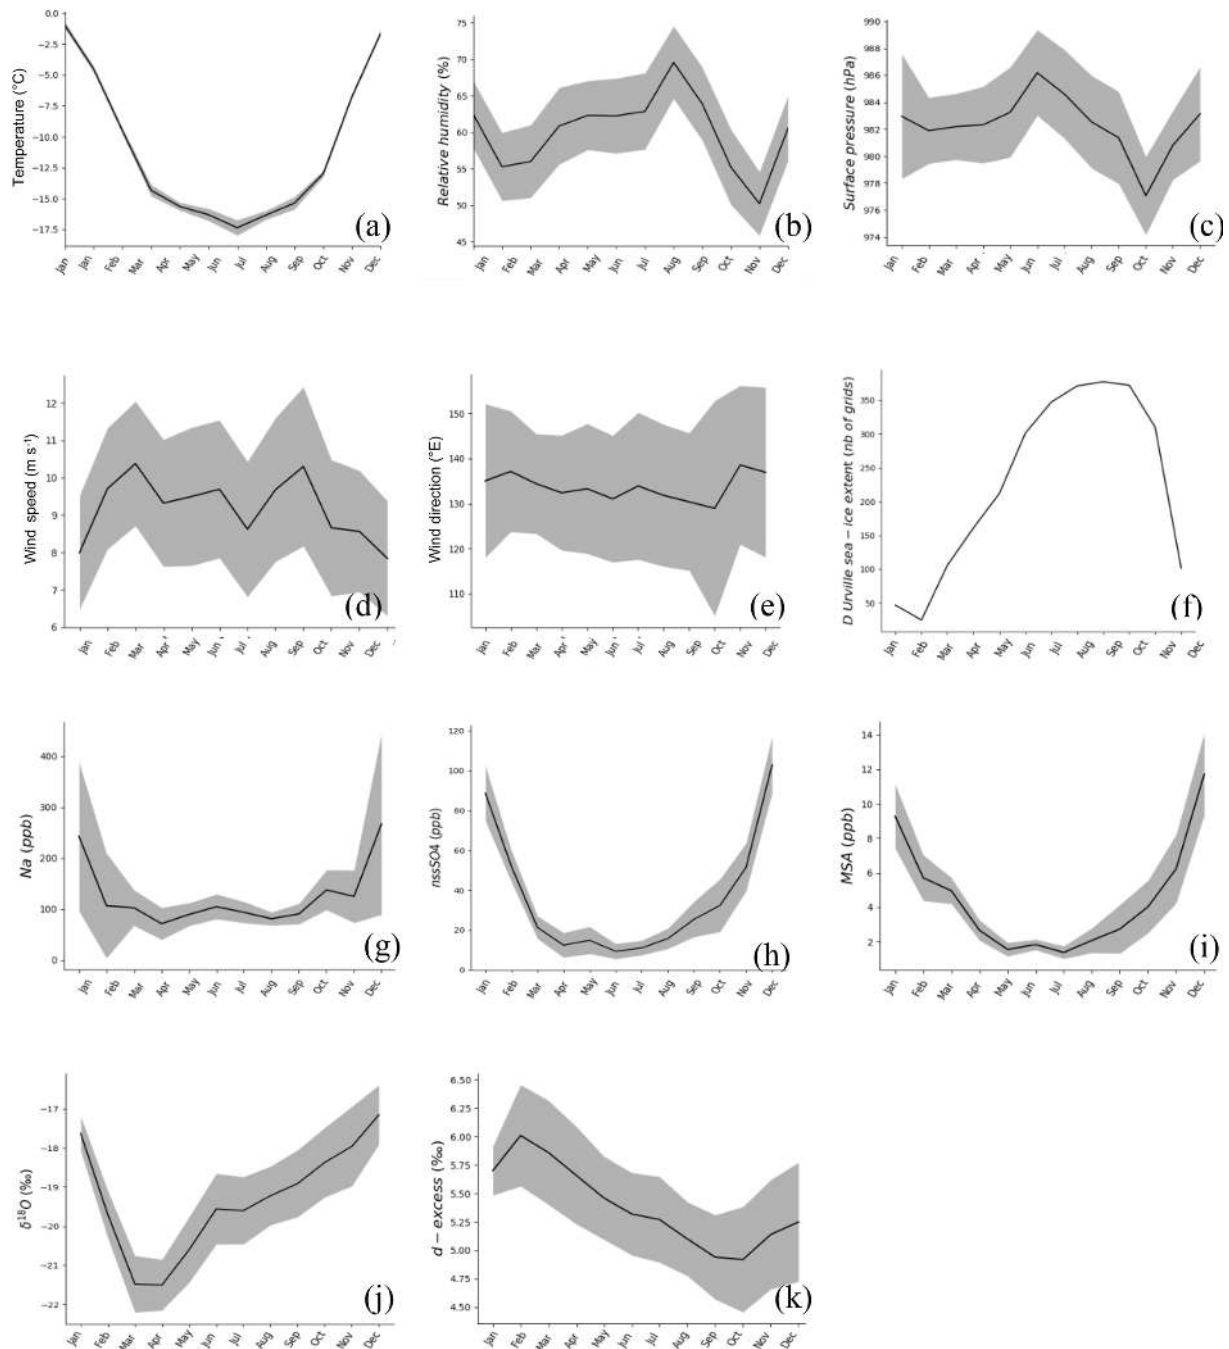 0.0
−2.5
−5.0
−7.5
−10.0
−12.5
−15.0
−17.5
Temperature (°C)
Jan Jan Feb Mar Apr May Jun Jul Aug Sep Oct Nov Dec
(a)
75
70
65
60
55
50
45
Relative humidity (%)
Jan Feb Mar Apr May Jun Jul Aug Sep Oct Nov Dec
(b)
990
988
986
984
982
980
978
976
974
Surface pressure (hPa)
Jan Feb Mar Apr May Jun Jul Aug Sep Oct Nov Dec
(c)
12
11
10
9
8
7
6
Wind speed (m s⁻¹)
Jan Feb Mar Apr May Jun Jul Aug Sep Oct Nov Dec
(d)
150
140
130
120
110
Wind direction (°E)
Jan Feb Mar Apr May Jun Jul Aug Sep Oct Nov Dec
(e)
350
300
250
200
150
100
50
D Urville sea − ice extent (nb of grids)
Jan Feb Mar Apr May Jun Jul Aug Sep Oct Nov Dec
(f)
400
300
200
100
0
Na (ppb)
Jan Feb Mar Apr May Jun Jul Aug Sep Oct Nov Dec
(g)
120
100
80
60
40
20
0
nssSO4 (ppb)
Jan Feb Mar Apr May Jun Jul Aug Sep Oct Nov Dec
(h)
14
12
10
8
6
4
2
MSA (ppb)
Jan Feb Mar Apr May Jun Jul Aug Sep Oct Nov Dec
(i)
−17
−18
−19
−20
−21
−22
δ¹⁸O (‰)
Jan Feb Mar Apr May Jun Jul Aug Sep Oct Nov Dec
(j)
6.50
6.25
6.00
5.75
5.50
5.25
5.00
4.75
4.50
d − excess (‰)
Jan Feb Mar Apr May Jun Jul Aug Sep Oct Nov Dec
(k)